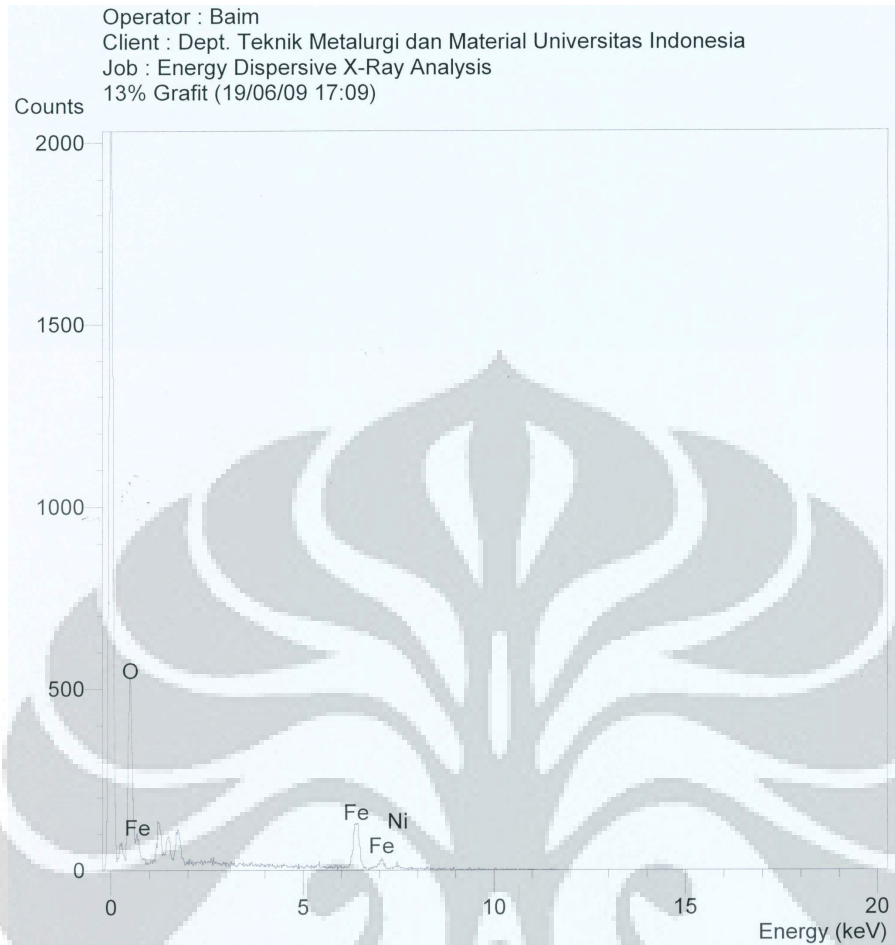 Operator : Baim
Client : Dept. Teknik Metalurgi dan Material Universitas Indonesia
Job : Energy Dispersive X-Ray Analysis
13% Grafit (19/06/09 17:09)
Counts
2000
1500
1000
500
0
O
Fe
Fe
Fe
Ni
0
5
10
15
20
Energy (keV)